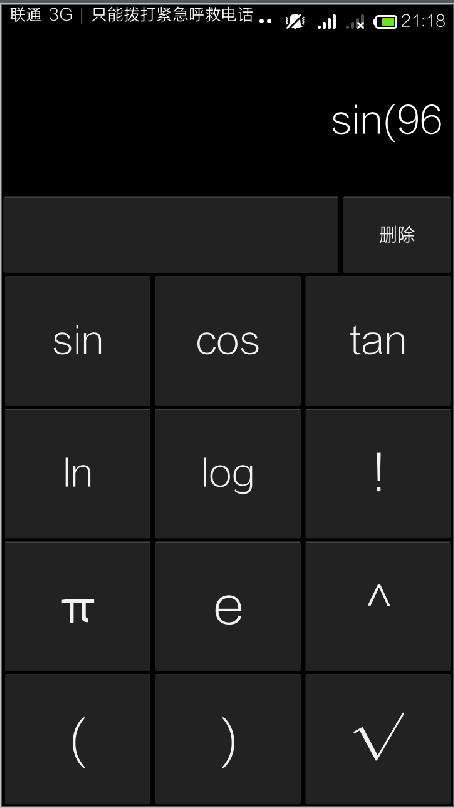 联通 3G | 只能拨打紧急呼救电话 21:18
sin(96
删除
sin cos tan
ln log !
π e ^
( ) √